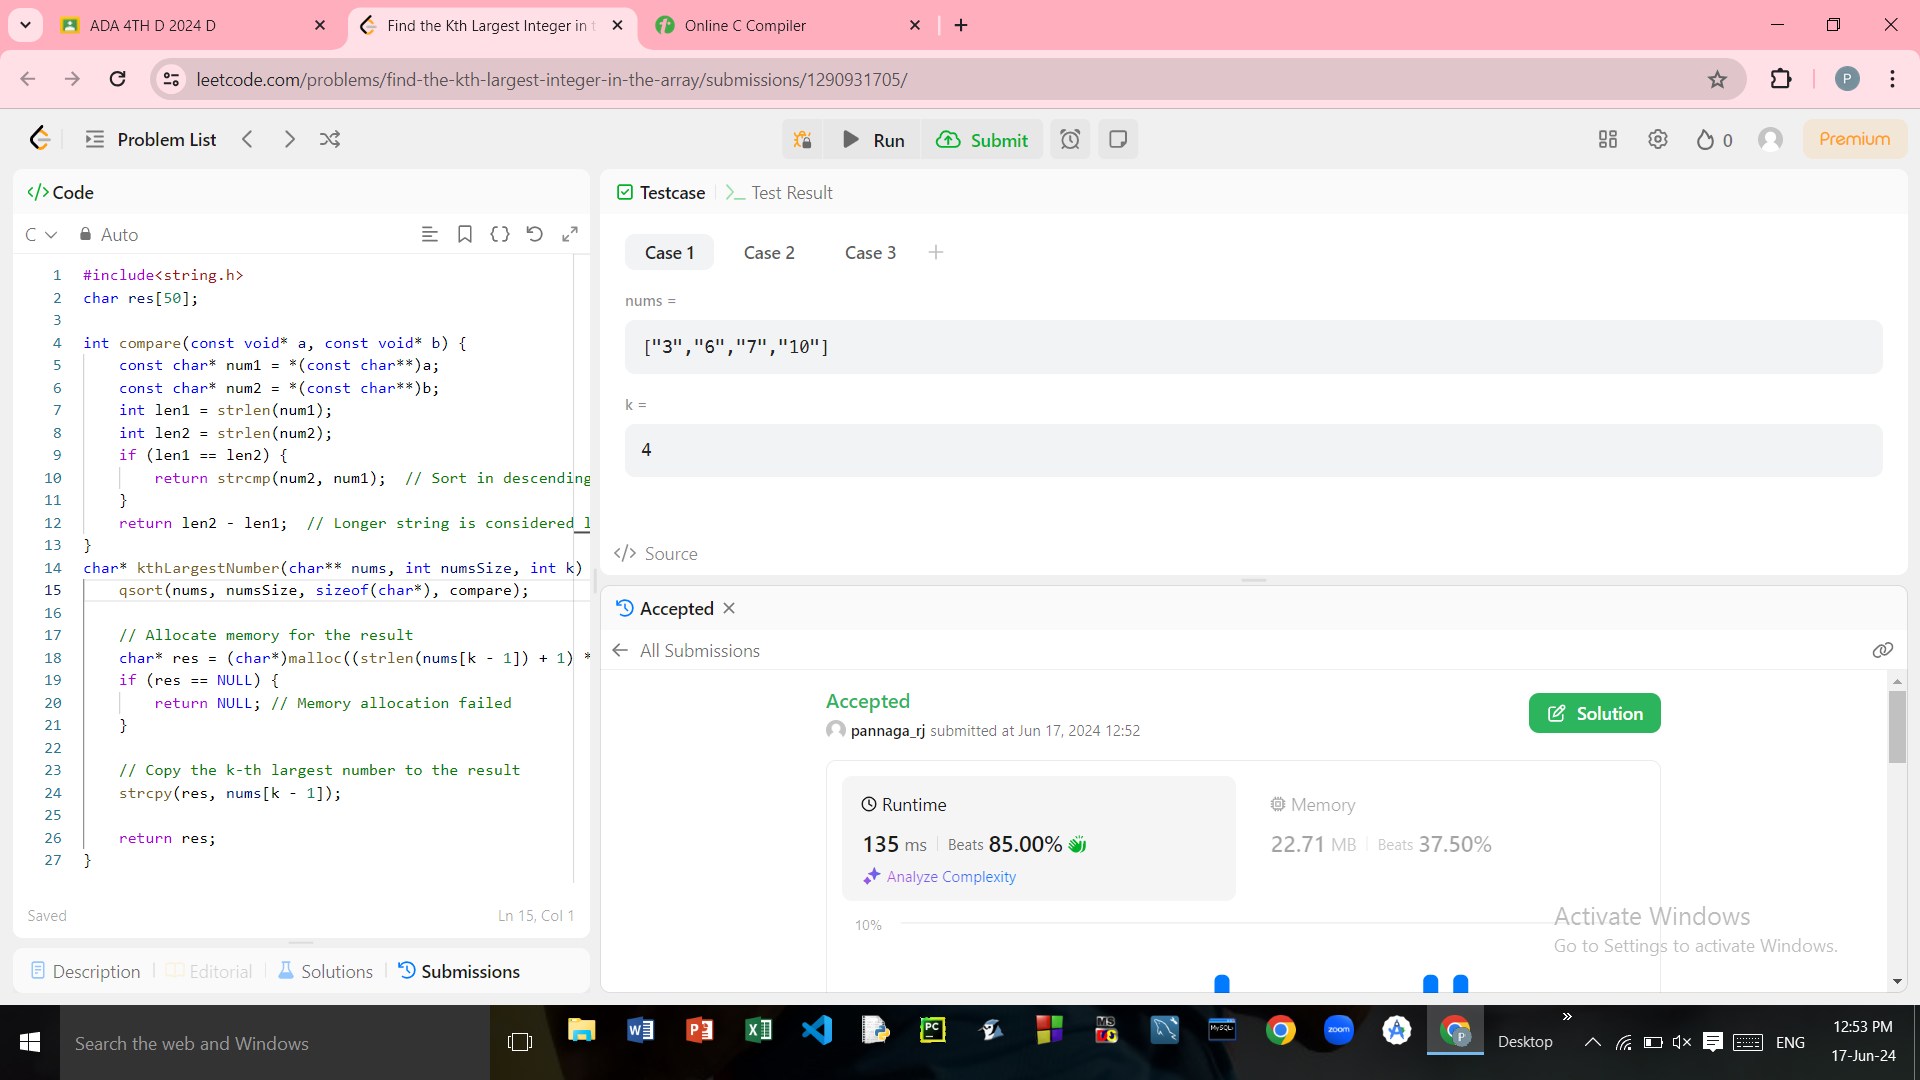 ADA 4TH D 2024 D
Find the Kth Largest Integer in t
Online C Compiler
leetcode.com/problems/find-the-kth-largest-integer-in-the-array/submissions/1290931705/
P
Problem List
Run
Submit
0
Premium
</> Code
C
Auto
1 #include<string.h>
2 char res[50];
3
4 int compare(const void* a, const void* b) {
5 const char* num1 = *(const char**)a;
6 const char* num2 = *(const char**)b;
7 int len1 = strlen(num1);
8 int len2 = strlen(num2);
9 if (len1 == len2) {
10 return strcmp(num2, num1); // Sort in descending
11 }
12 return len2 - len1; // Longer string is considered l
13 }
14 char* kthLargestNumber(char** nums, int numsSize, int k)
15 qsort(nums, numsSize, sizeof(char*), compare);
16
17 // Allocate memory for the result
18 char* res = (char*)malloc((strlen(nums[k - 1]) + 1) *
19 if (res == NULL) {
20 return NULL; // Memory allocation failed
21 }
22
23 // Copy the k-th largest number to the result
24 strcpy(res, nums[k - 1]);
25
26 return res;
27 }
Saved
Ln 15, Col 1
Description
Editorial
Solutions
Submissions
Testcase
>_ Test Result
Case 1
Case 2
Case 3
+
nums =
["3","6","7","10"]
k =
4
</> Source
Accepted
All Submissions
Accepted
pannaga_rj submitted at Jun 17, 2024 12:52
Solution
Runtime
135 ms
Beats 85.00%
Analyze Complexity
Memory
22.71 MB
Beats 37.50%
10%
Activate Windows
Go to Settings to activate Windows.
Search the web and Windows
PC
MySQL
zoom
P
Desktop
ENG
12:53 PM
17-Jun-24